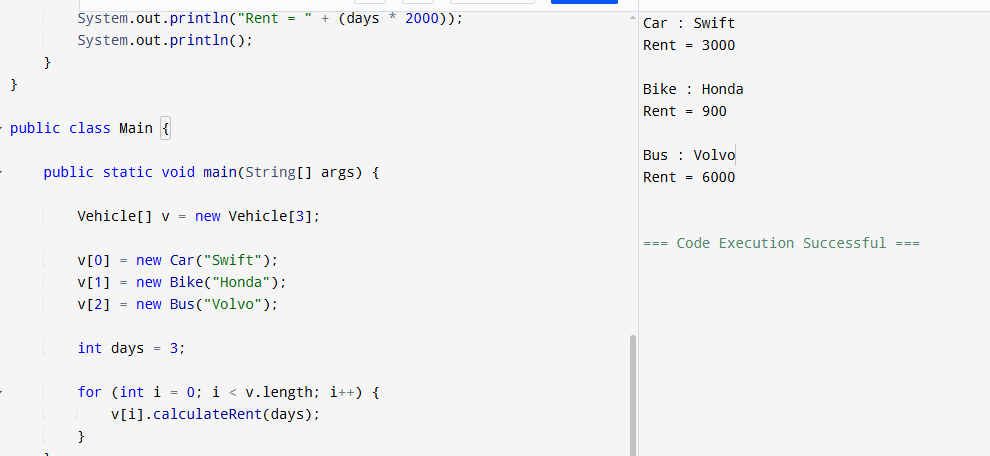 System.out.println("Rent = " + (days * 2000));
        System.out.println();
    }
}
public class Main {
    public static void main(String[] args) {
        Vehicle[] v = new Vehicle[3];
        v[0] = new Car("Swift");
        v[1] = new Bike("Honda");
        v[2] = new Bus("Volvo");
        int days = 3;
        for (int i = 0; i < v.length; i++) {
            v[i].calculateRent(days);
        }
Car : Swift
Rent = 3000
Bike : Honda
Rent = 900
Bus : Volvo
Rent = 6000
=== Code Execution Successful ===